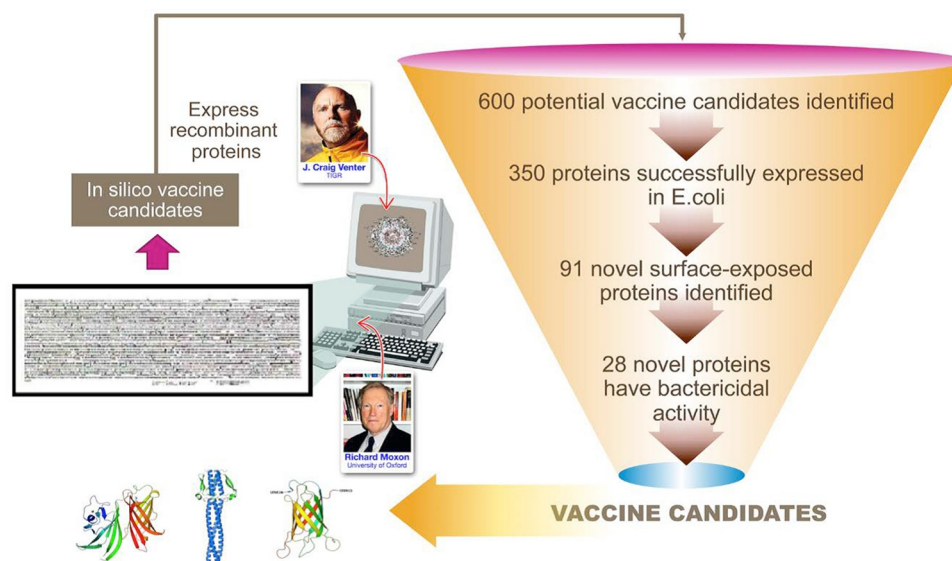 Express
recombinant
proteins
J. Craig Venter
TIGR
In silico vaccine
candidates
Richard Moxon
University of Oxford
600 potential vaccine candidates identified
350 proteins successfully expressed
in E.coli
91 novel surface-exposed
proteins identified
28 novel proteins
have bactericidal
activity
VACCINE CANDIDATES